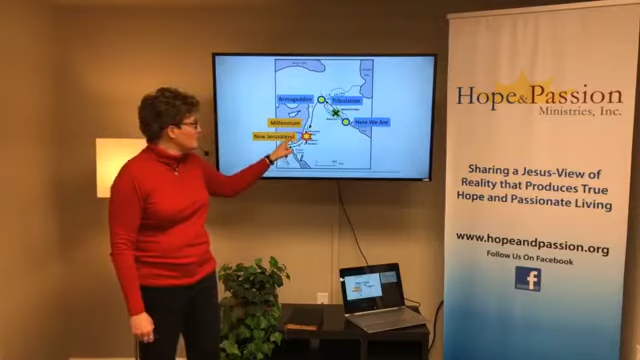 Armageddon
Tribulation
Millennium
Here We Are
New Jerusalem
Hope&Passion
Ministries, Inc.
Sharing a Jesus-View of
Reality that Produces True
Hope and Passionate Living
www.hopeandpassion.org
Follow Us On Facebook
f